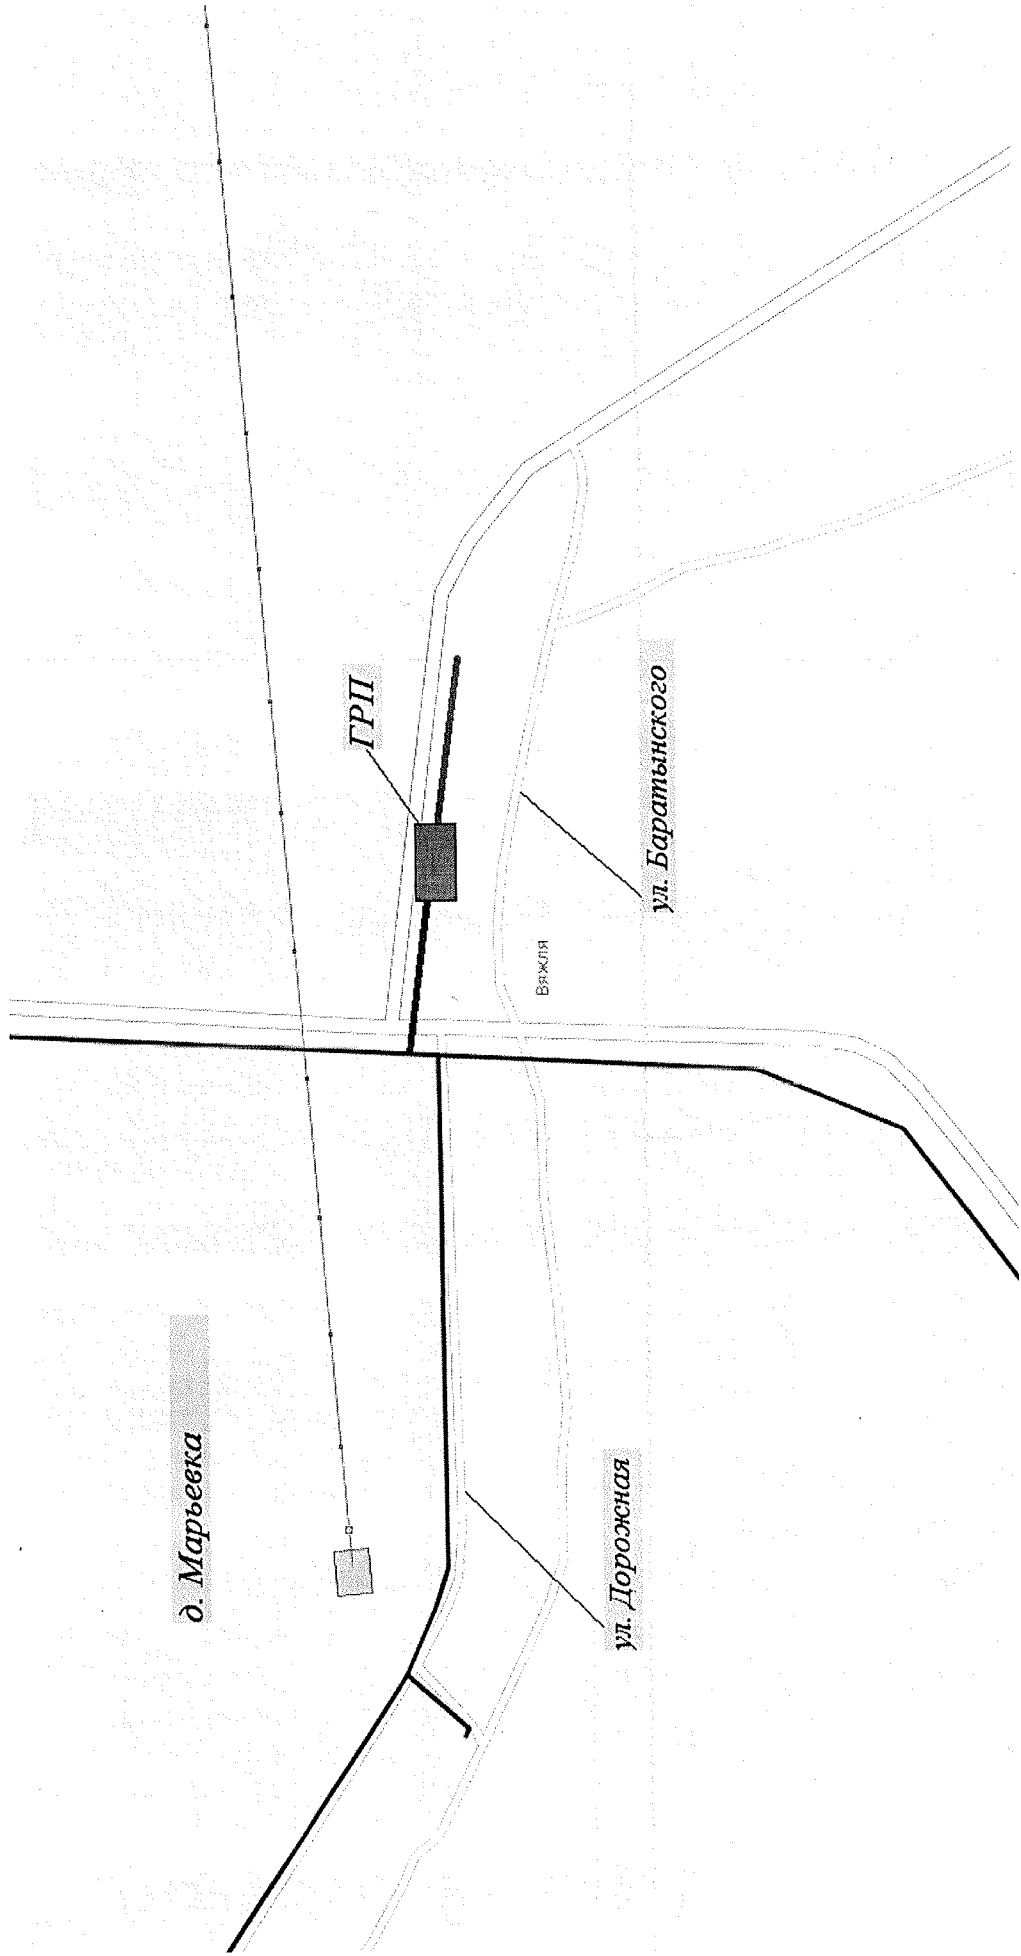 д. Марьевка
ГРП
Вяжля
ул. Баратынского
ул. Дорожная